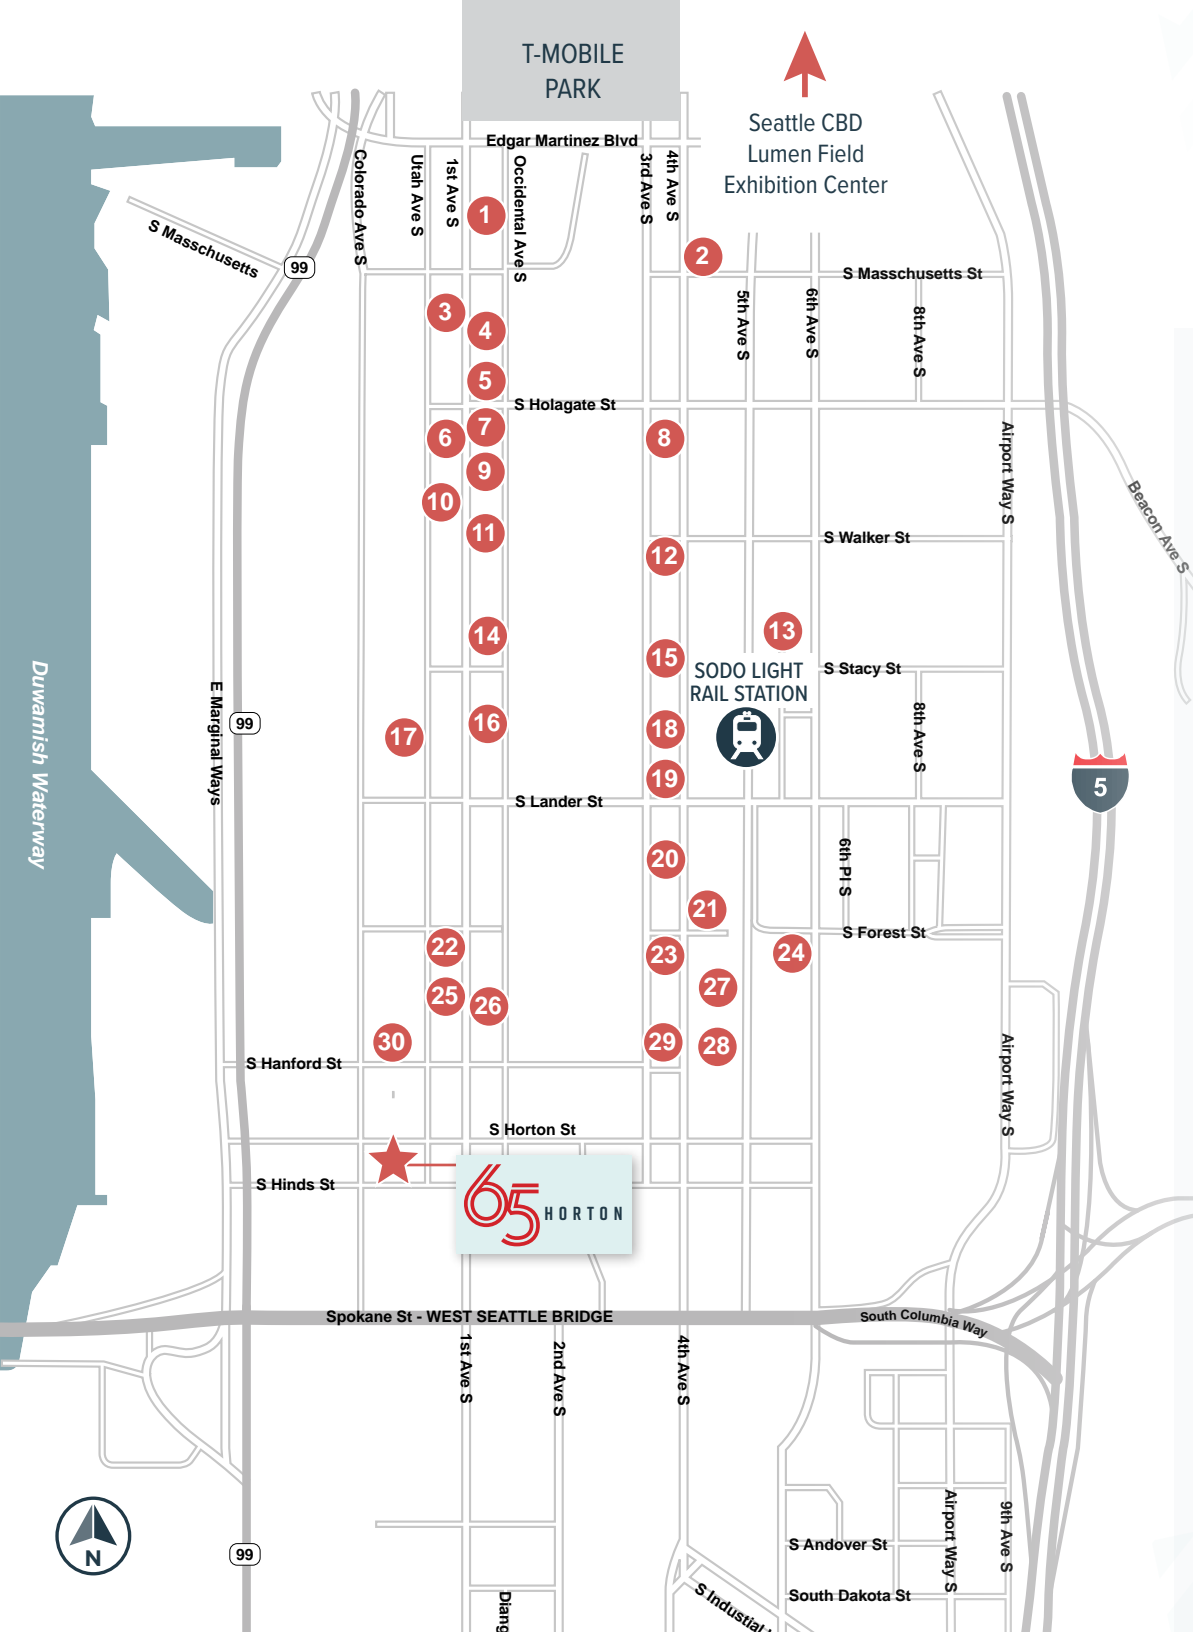 T-MOBILE
PARK
Seattle CBD
Lumen Field
Exhibition Center
Edgar Martinez Blvd
Colorado Ave S
Utah Ave S
1st Ave S
Occidental Ave S
3rd Ave S
4th Ave S
1
2
S Masschusetts
99
S Masschusetts St
5th Ave S
6th Ave S
8th Ave S
3
4
5
S Holagate St
6
7
8
9
10
11
Airport Way S
Beacon Ave S
S Walker St
12
13
14
15
SODO LIGHT
RAIL STATION
S Stacy St
Duwamish Waterway
E Marginal Ways
99
16
17
18
19
8th Ave S
5
S Lander St
20
21
6th Pl S
S Forest St
22
23
24
25
26
27
28
29
30
S Hanford St
Airport Way S
S Horton St
S Hinds St
65 HORTON
Spokane St - WEST SEATTLE BRIDGE
South Columbia Way
1st Ave S
2nd Ave S
4th Ave S
N
99
Airport Way S
9th Ave S
S Andover St
South Dakota St
S Industial
Diang